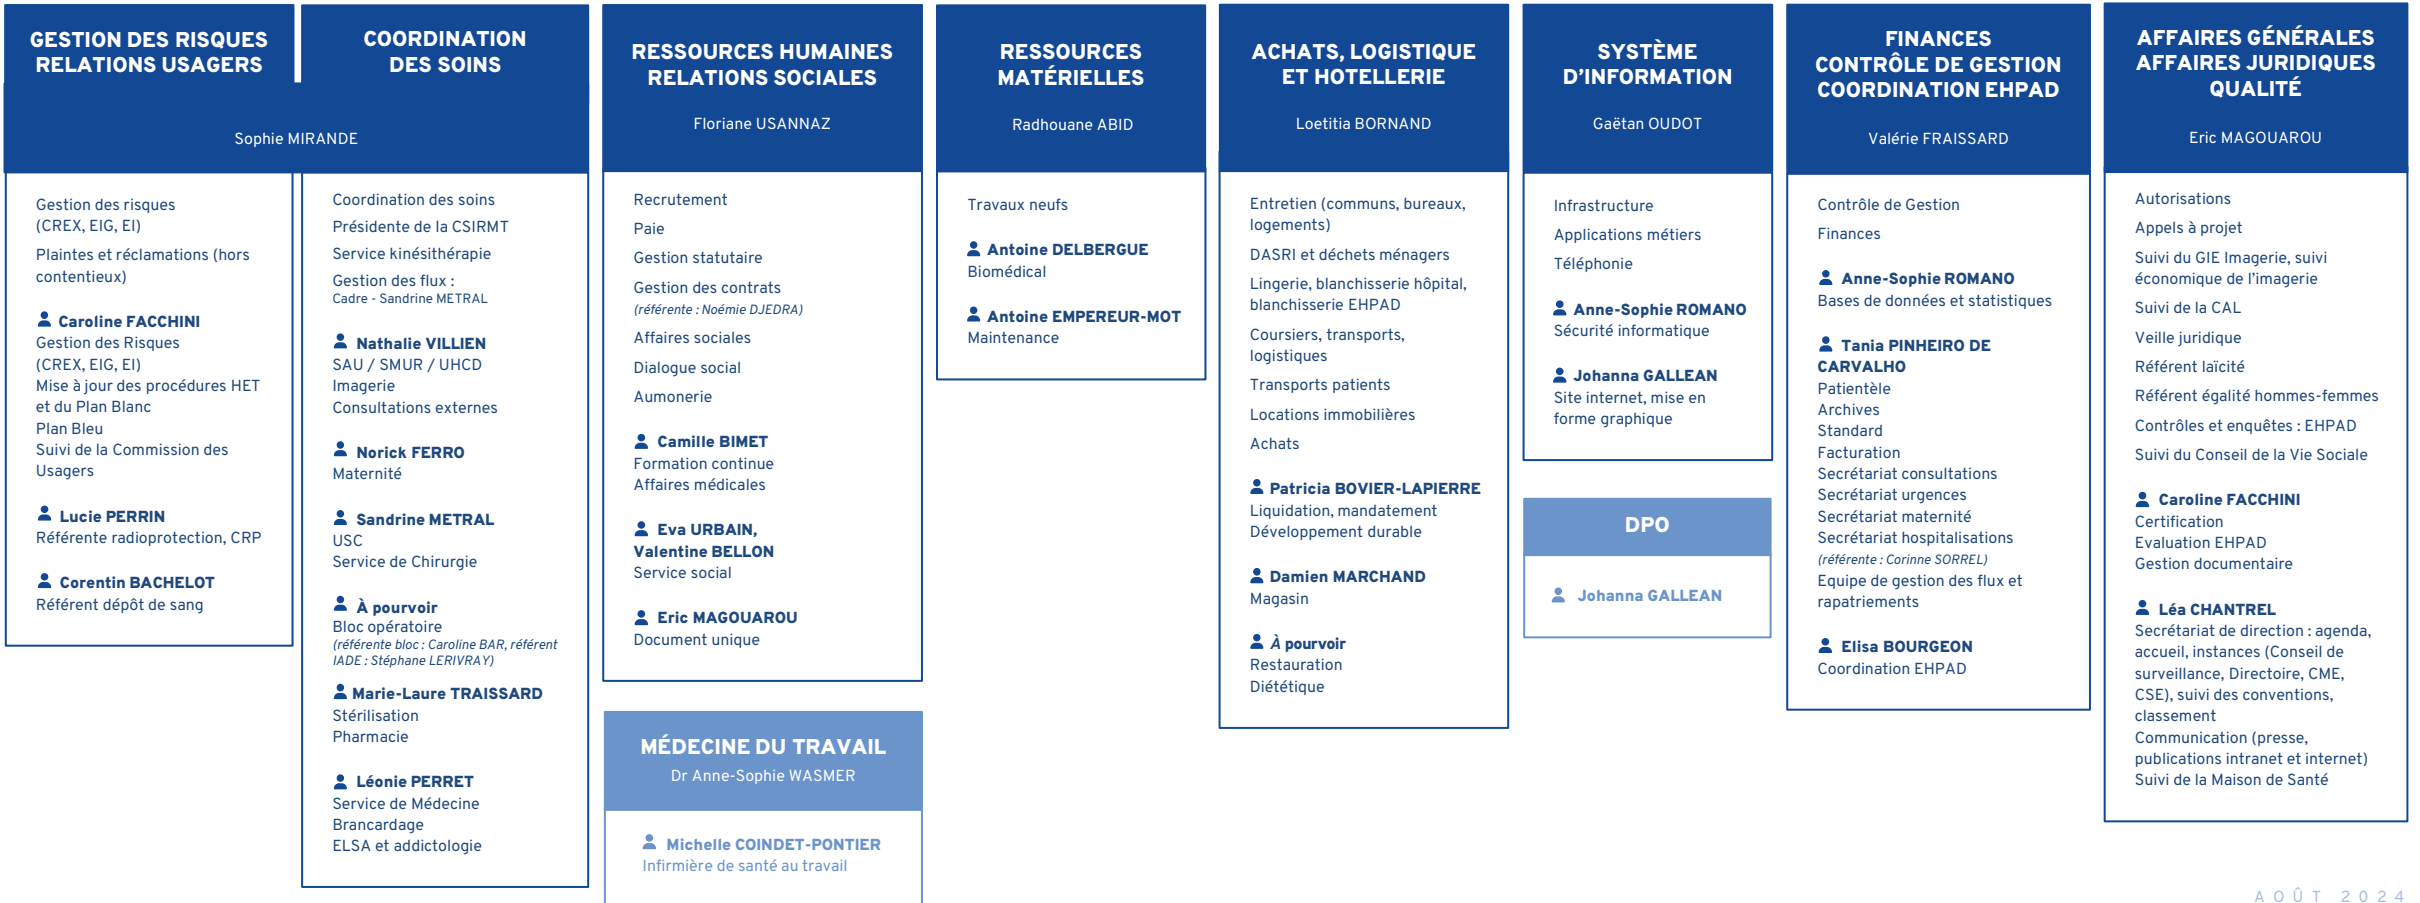 GESTION DES RISQUES
RELATIONS USAGERS
COORDINATION
DES SOINS
Sophie MIRANDE
Gestion des risques
(CREX, EIG, EI)
Plaintes et réclamations (hors
contentieux)
Caroline FACCHINI
Gestion des Risques
(CREX, EIG, EI)
Mise à jour des procédures HET
et du Plan Blanc
Plan Bleu
Suivi de la Commission des
Usagers
Lucie PERRIN
Référente radioprotection, CRP
Corentin BACHELOT
Référent dépôt de sang
Coordination des soins
Présidente de la CSIRMT
Service kinésithérapie
Gestion des flux :
Cadre - Sandrine METRAL
Nathalie VILLIEN
SAU / SMUR / UHCD
Imagerie
Consultations externes
Norick FERRO
Maternité
Sandrine METRAL
USC
Service de Chirurgie
À pourvoir
Bloc opératoire
(référente bloc : Caroline BAR, référent
IADE : Stéphane LERIVRAY)
Marie-Laure TRAISSARD
Stérilisation
Pharmacie
Léonie PERRET
Service de Médecine
Brancardage
ELSA et addictologie
RESSOURCES HUMAINES
RELATIONS SOCIALES
Floriane USANNAZ
Recrutement
Paie
Gestion statutaire
Gestion des contrats
(référente : Noémie DJEDRA)
Affaires sociales
Dialogue social
Aumonerie
Camille BIMET
Formation continue
Affaires médicales
Eva URBAIN,
Valentine BELLON
Service social
Eric MAGOUAROU
Document unique
MÉDECINE DU TRAVAIL
Dr Anne-Sophie WASMER
Michelle COINDET-PONTIER
Infirmière de santé au travail
RESSOURCES
MATÉRIELLES
Radhouane ABID
Travaux neufs
Antoine DELBERGUE
Biomédical
Antoine EMPEREUR-MOT
Maintenance
ACHATS, LOGISTIQUE
ET HOTELLERIE
Loetitia BORNAND
Entretien (communs, bureaux,
logements)
DASRI et déchets ménagers
Lingerie, blanchisserie hôpital,
blanchisserie EHPAD
Coursiers, transports,
logistiques
Transports patients
Locations immobilières
Achats
Patricia BOVIER-LAPIERRE
Liquidation, mandatement
Développement durable
Damien MARCHAND
Magasin
À pourvoir
Restauration
Diététique
SYSTÈME
D'INFORMATION
Gaëtan OUDOT
Infrastructure
Applications métiers
Téléphonie
Anne-Sophie ROMANO
Sécurité informatique
Johanna GALLEAN
Site internet, mise en
forme graphique
DPO
Johanna GALLEAN
FINANCES
CONTRÔLE DE GESTION
COORDINATION EHPAD
Valérie FRAISSARD
Contrôle de Gestion
Finances
Anne-Sophie ROMANO
Bases de données et statistiques
Tania PINHEIRO DE
CARVALHO
Patientèle
Archives
Standard
Facturation
Secrétariat consultations
Secrétariat urgences
Secrétariat maternité
Secrétariat hospitalisations
(référente : Corinne SORREL)
Equipe de gestion des flux et
rapatriements
Elisa BOURGEON
Coordination EHPAD
AFFAIRES GÉNÉRALES
AFFAIRES JURIDIQUES
QUALITÉ
Eric MAGOUAROU
Autorisations
Appels à projet
Suivi du GIE Imagerie, suivi
économique de l'imagerie
Suivi de la CAL
Veille juridique
Référent laïcité
Référent égalité hommes-femmes
Contrôles et enquêtes : EHPAD
Suivi du Conseil de la Vie Sociale
Caroline FACCHINI
Certification
Evaluation EHPAD
Gestion documentaire
Léa CHANTREL
Secrétariat de direction : agenda,
accueil, instances (Conseil de
surveillance, Directoire, CME,
CSE), suivi des conventions,
classement
Communication (presse,
publications intranet et internet)
Suivi de la Maison de Santé
AOÛT 2024